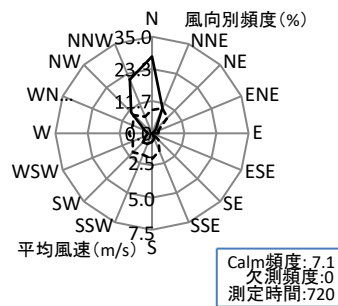 N 風向別頻度(%)
35.0
NNW NNE
NW 23.3 NE
WN... 11.7 ENE
W E
WSW 2.5 ESE
SW 5.0 SE
SSW 7.5 SSE
平均風速(m/s) S
Calm頻度: 7.1
欠測頻度:0
測定時間:720